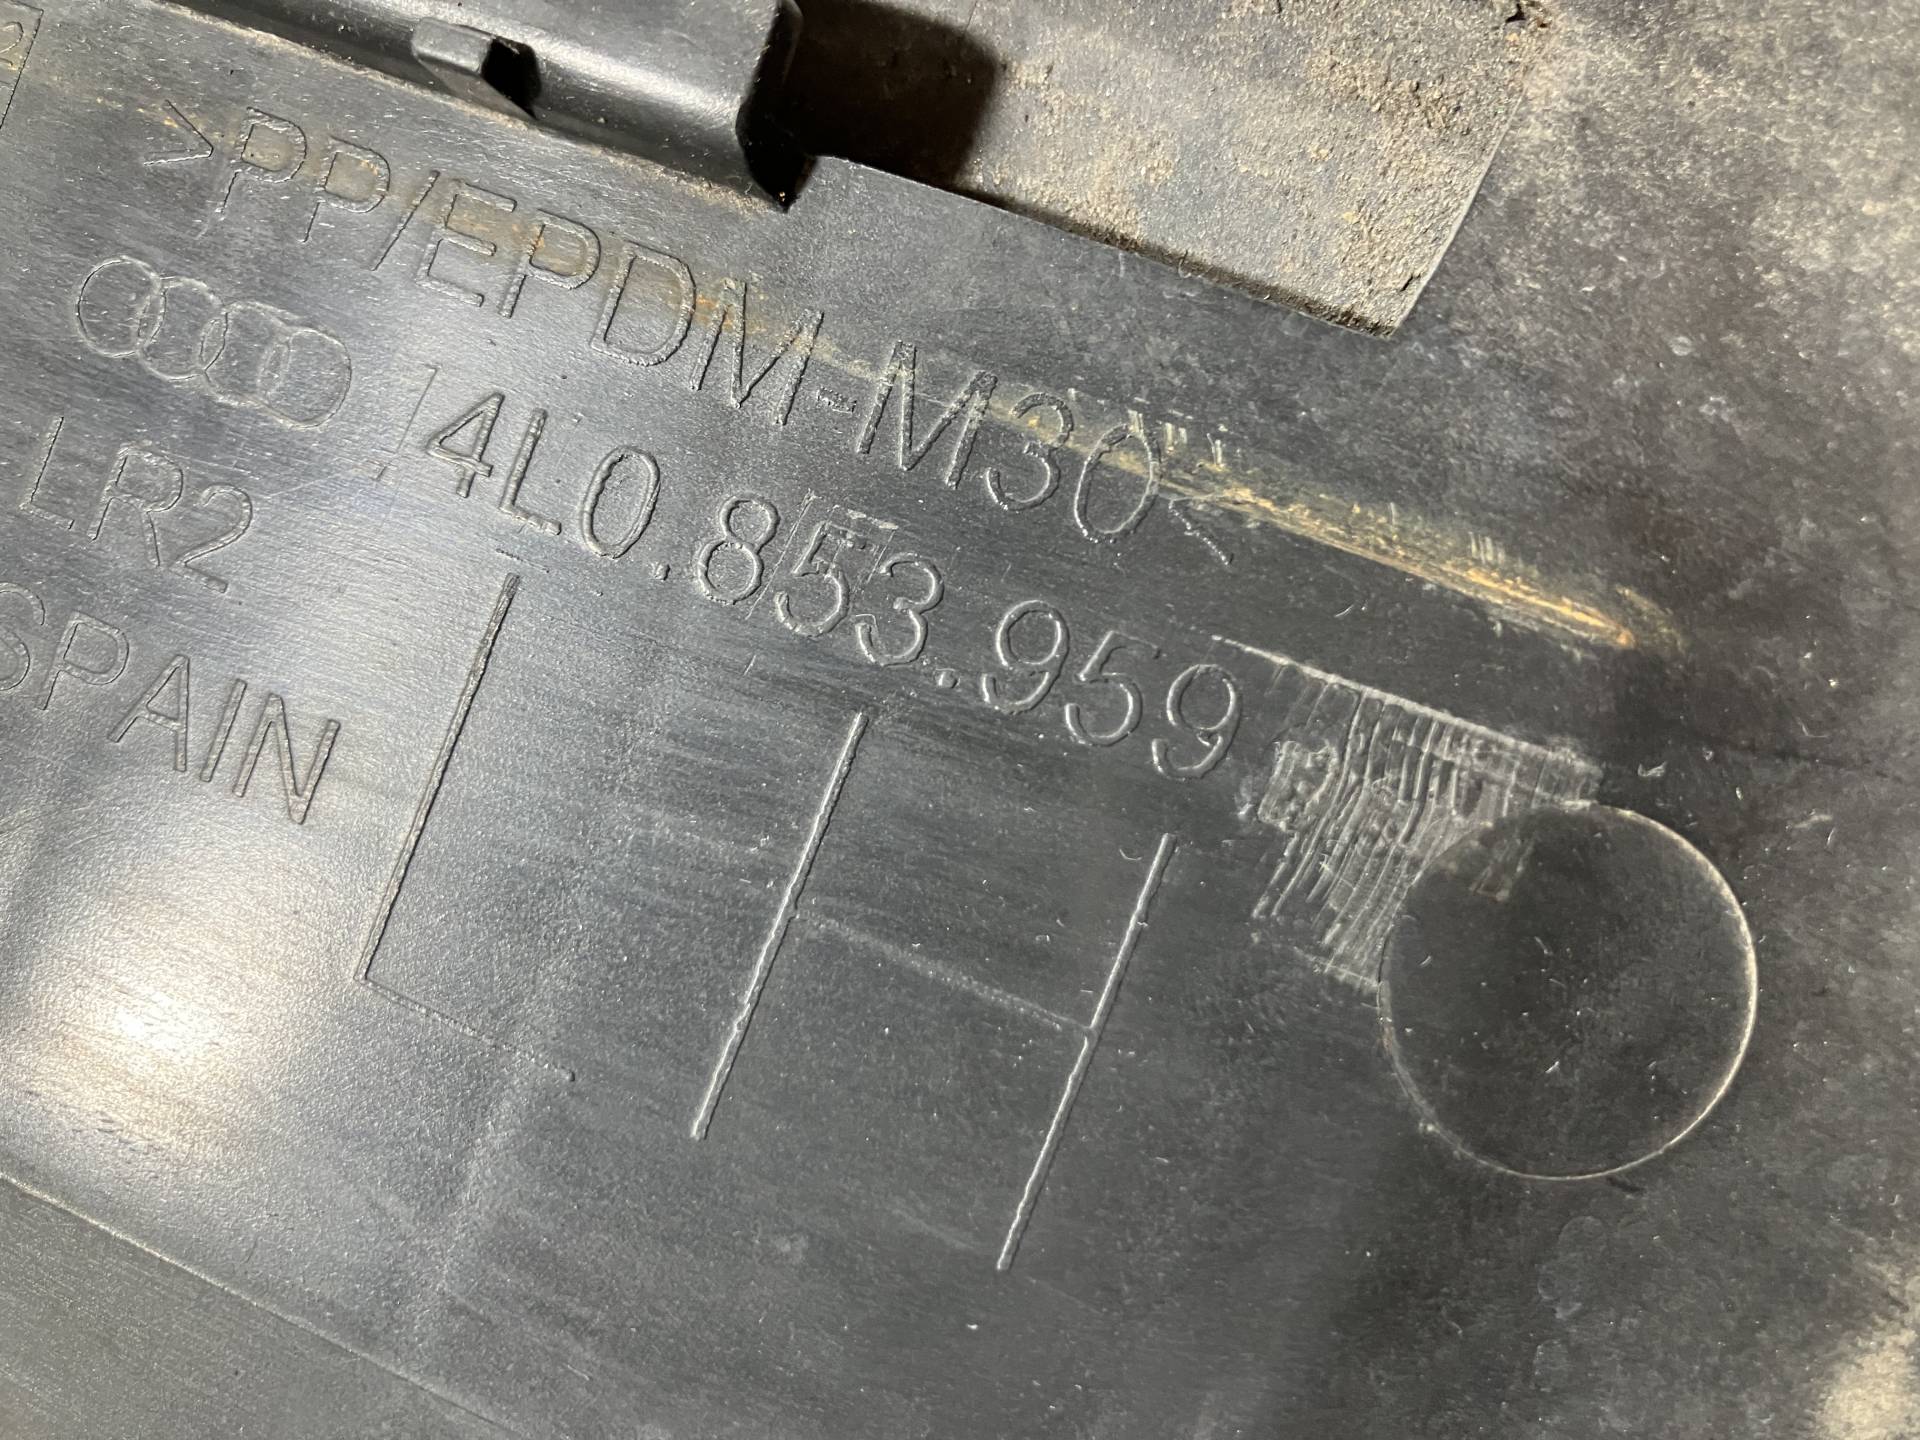 >PP/EPDM-M30<
4L0.853.959
LR2
SPAIN